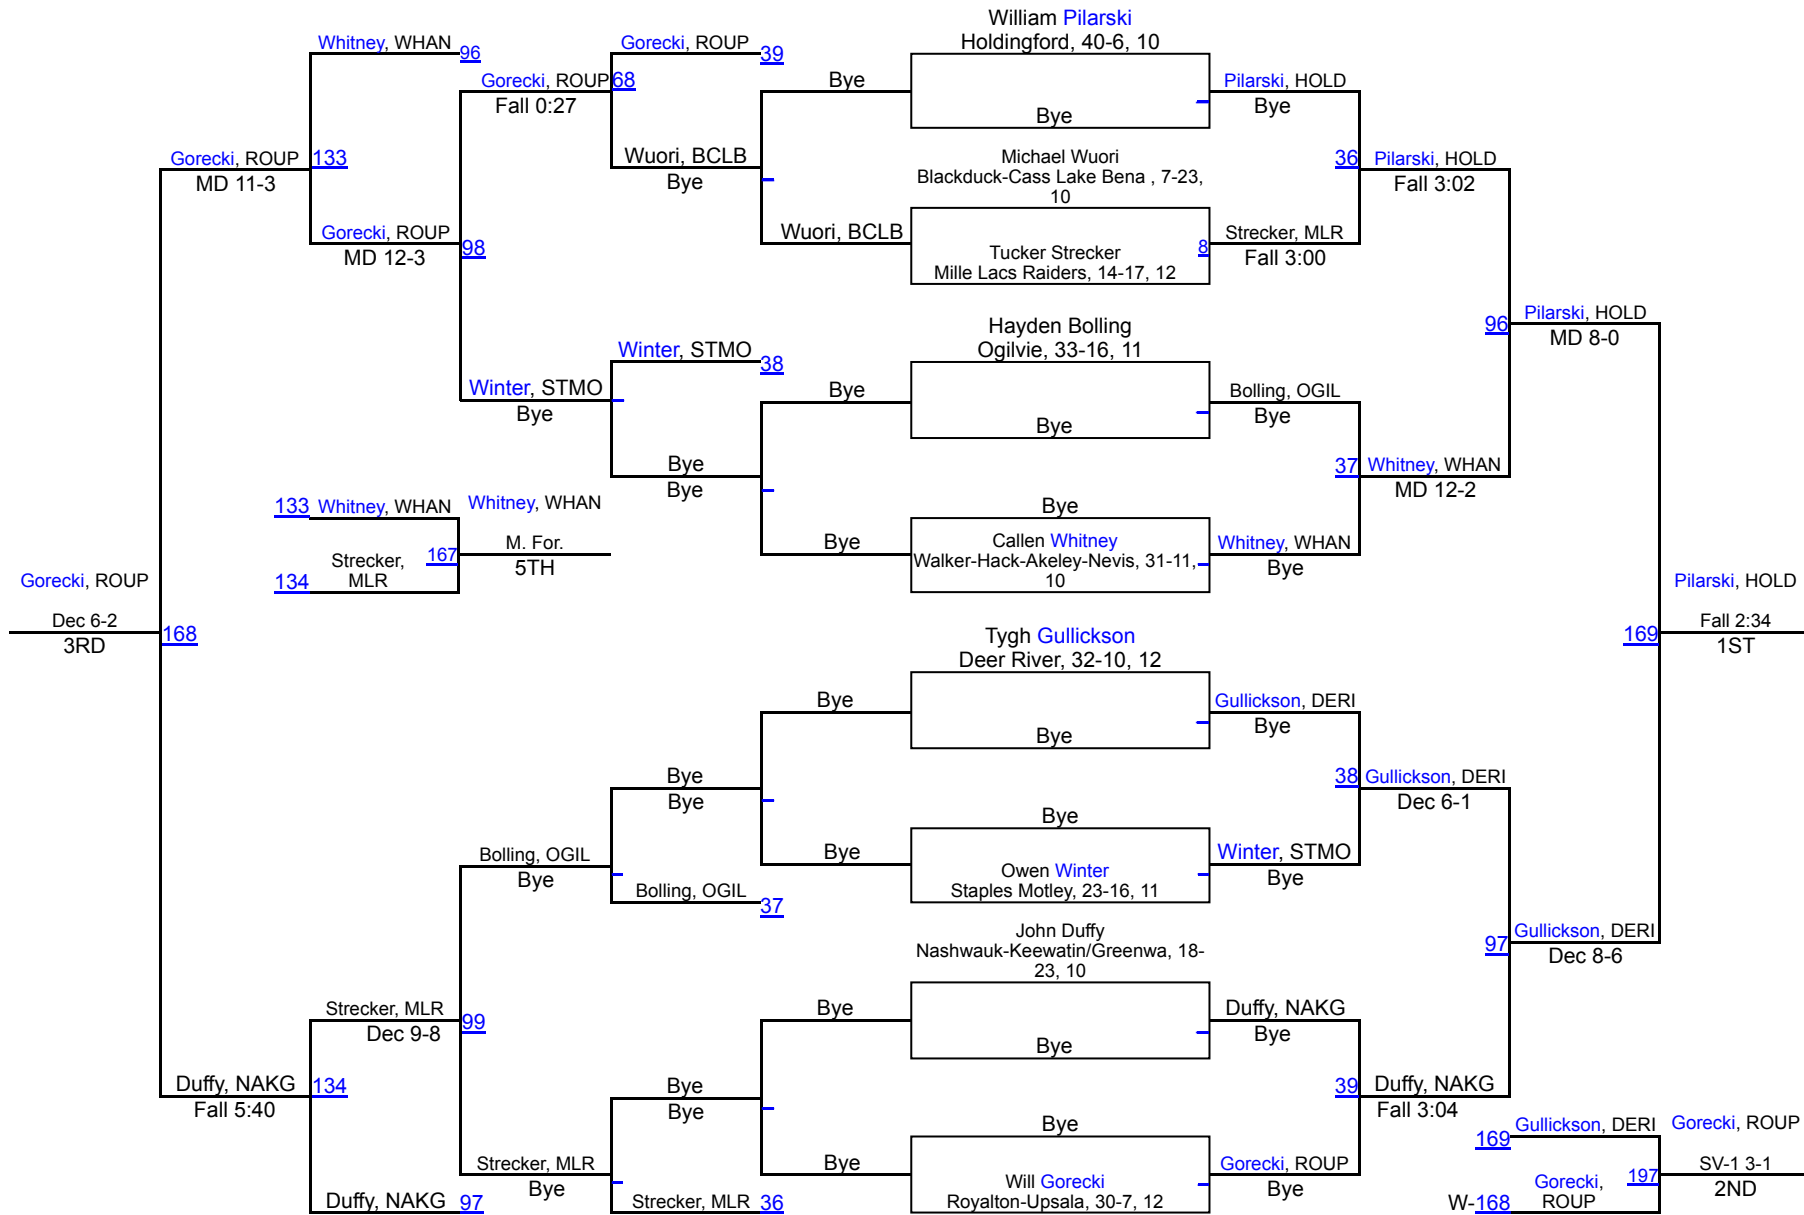 William Pilarski
Holdingford, 40-6, 10
Whitney, WHAN
96
Gorecki, ROUP
39
Gorecki, ROUP
68
Fall 0:27
Bye
Bye
Pilarski, HOLD
Bye
Gorecki, ROUP
133
MD 11-3
Wuori, BCLB
Bye
Michael Wuori
Blackduck-Cass Lake Bena , 7-23,
10
36
Pilarski, HOLD
Fall 3:02
Gorecki, ROUP
98
MD 12-3
Wuori, BCLB
Tucker Strecker
Mille Lacs Raiders, 14-17, 12
8
Strecker, MLR
Fall 3:00
Hayden Bolling
Ogilvie, 33-16, 11
96
Pilarski, HOLD
MD 8-0
Winter, STMO
38
Winter, STMO
Bye
Bye
Bye
Bolling, OGIL
Bye
Bye
Bye
37
Whitney, WHAN
MD 12-2
133
Whitney, WHAN
Whitney, WHAN
Bye
Bye
Callen Whitney
Walker-Hack-Akeley-Nevis, 31-11,
10
Whitney, WHAN
Bye
Strecker,
MLR
134
167
M. For.
5TH
Gorecki, ROUP
Dec 6-2
3RD
168
Pilarski, HOLD
169
Fall 2:34
1ST
Tygh Gullickson
Deer River, 32-10, 12
Bye
Bye
Gullickson, DERI
Bye
Bye
Bye
38
Gullickson, DERI
Dec 6-1
Bye
Bye
Owen Winter
Staples Motley, 23-16, 11
Winter, STMO
Bye
Bolling, OGIL
Bye
Bolling, OGIL
37
John Duffy
Nashwauk-Keewatin/Greenwa, 18-
23, 10
97
Gullickson, DERI
Dec 8-6
Strecker, MLR
99
Dec 9-8
Bye
Bye
Duffy, NAKG
Bye
Duffy, NAKG
134
Fall 5:40
Bye
Bye
39
Duffy, NAKG
Fall 3:04
Strecker, MLR
Bye
Bye
Bye
Will Gorecki
Royalton-Upsala, 30-7, 12
Gorecki, ROUP
Bye
Duffy, NAKG
97
Strecker, MLR
36
169
Gullickson, DERI
Gorecki, ROUP
W-168
Gorecki,
ROUP
197
SV-1 3-1
2ND